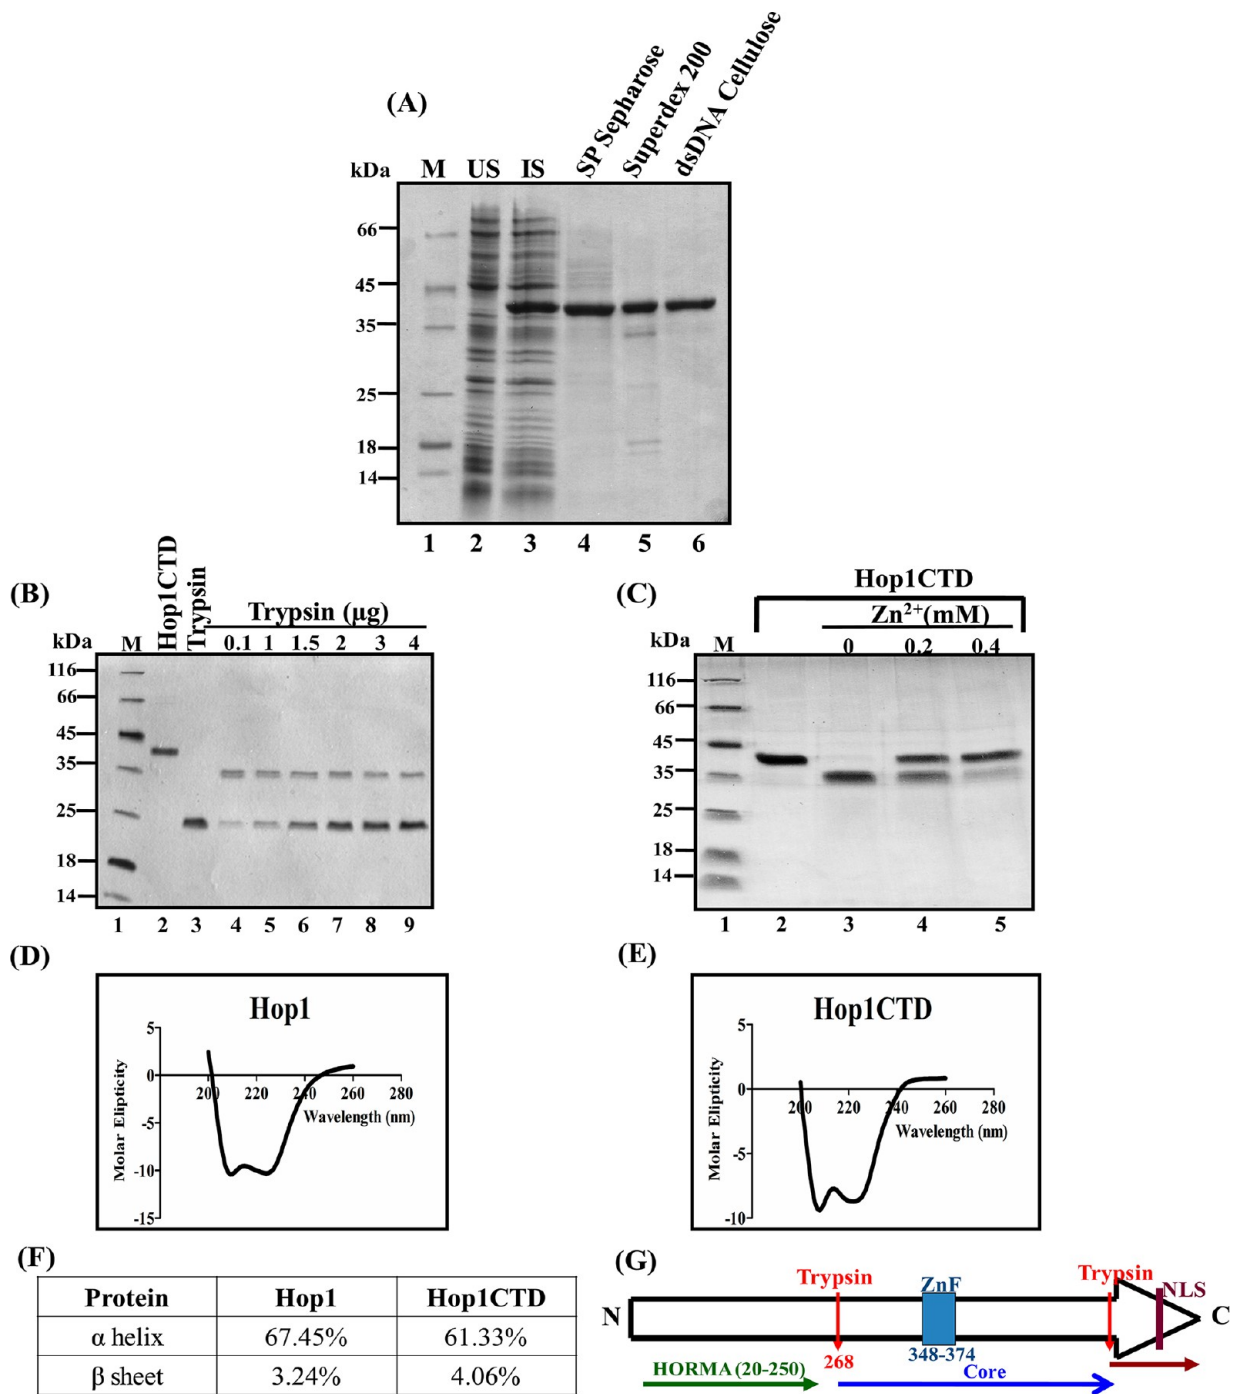 (A)
SP Sepharose
Superdex 200
dsDNA Cellulose
kDa M US IS
66
45
35
25
18
14
1 2 3 4 5 6
(B)
Hop1CTD
Trypsin
Trypsin (µg)
kDa M 0.1 1 1.5 2 3 4
116
66
45
35
25
18
14
1 2 3 4 5 6 7 8 9
(C)
Hop1CTD
Zn2+(mM)
kDa M 0 0.2 0.4
116
66
45
35
25
18
14
1 2 3 4 5
(D)
Hop1
Molar Elipticity
5
0
-5
-10
-15
200 220 240 260 280
Wavelength (nm)
(E)
Hop1CTD
Molar Elipticity
5
0
-5
-10
200 220 240 260 280
Wavelength (nm)
(F)
Protein Hop1 Hop1CTD
α helix 67.45% 61.33%
β sheet 3.24% 4.06%
(G)
Trypsin ZnF Trypsin NLS
N C
268 348-374
HORMA (20-250) Core